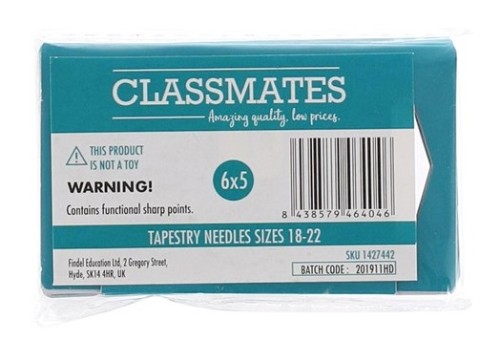 CLASSMATES
Amazing quality, low prices.
THIS PRODUCT
IS NOT A TOY
WARNING!
Contains functional sharp points.
6x5
8 438579 464046
TAPESTRY NEEDLES SIZES 18-22
Findel Education Ltd, 2 Gregory Street,
Hyde, SK14 4HR, UK
SKU 1427442
BATCH CODE : 201911HD